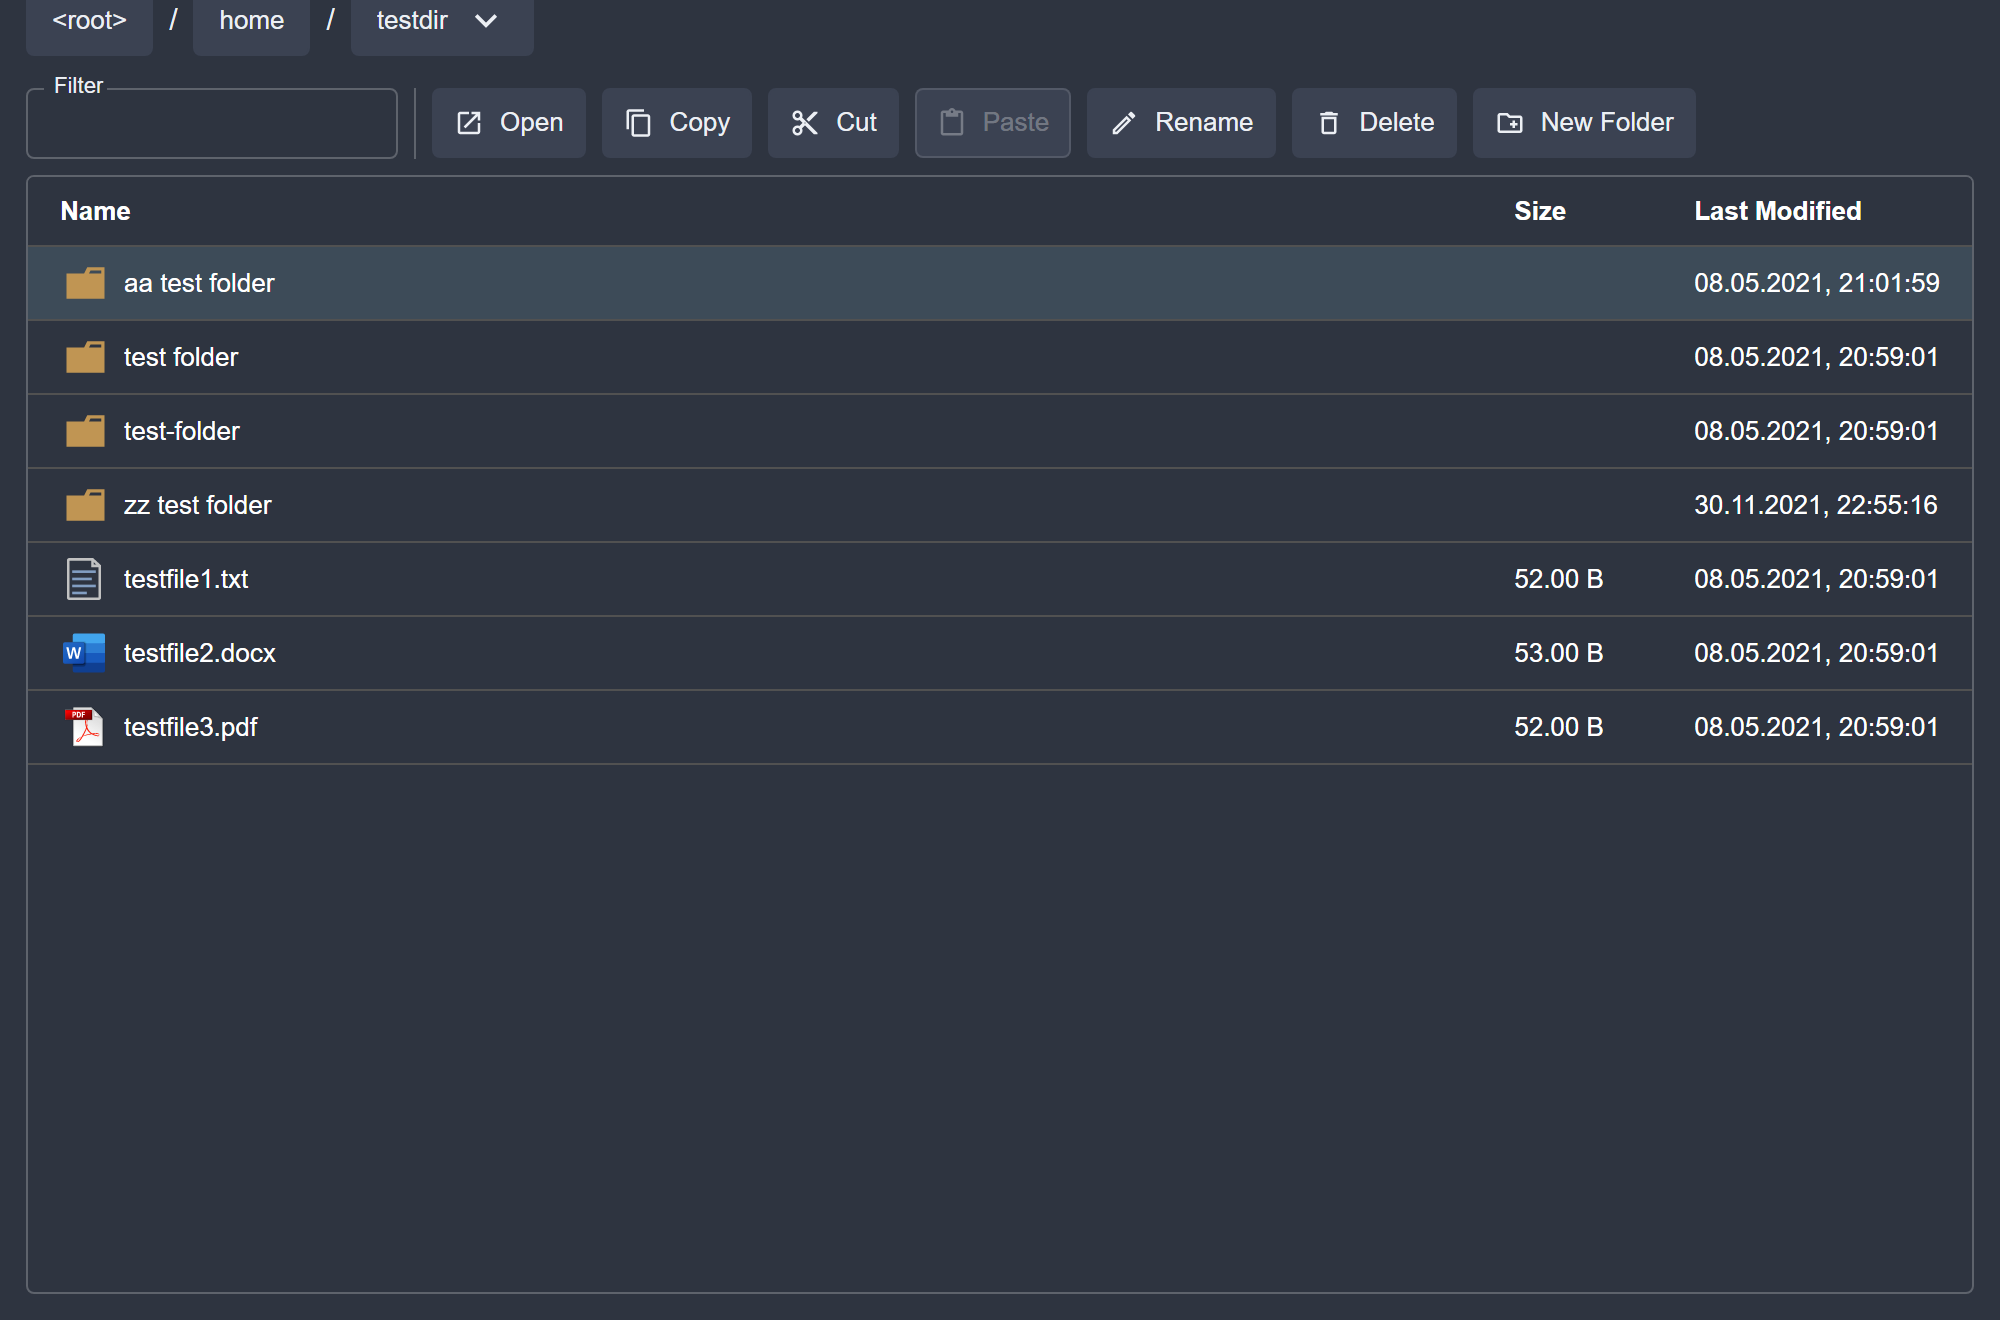 <root> / home / testdir
Filter
Open Copy Cut Paste Rename Delete New Folder
Name Size Last Modified
aa test folder 08.05.2021, 21:01:59
test folder 08.05.2021, 20:59:01
test-folder 08.05.2021, 20:59:01
zz test folder 30.11.2021, 22:55:16
testfile1.txt 52.00 B 08.05.2021, 20:59:01
W testfile2.docx 53.00 B 08.05.2021, 20:59:01
PDF testfile3.pdf 52.00 B 08.05.2021, 20:59:01